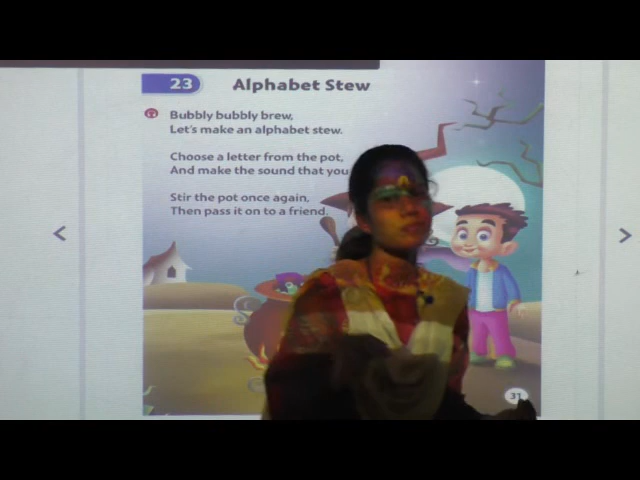 23 Alphabet Stew
Bubbly bubbly brew,
Let's make an alphabet stew.
Choose a letter from the pot,
And make the sound that you
Stir the pot once again,
Then pass it on to a friend.
31